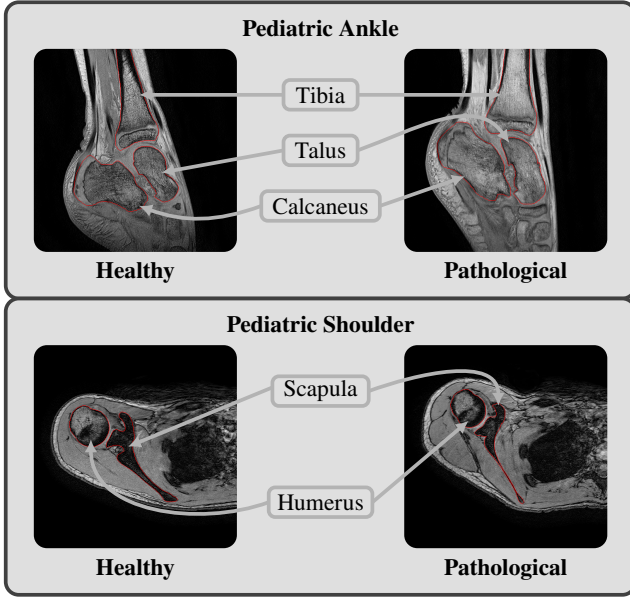 Pediatric Ankle
Tibia
Talus
Calcaneus
Healthy
Pathological
Pediatric Shoulder
Scapula
Humerus
Healthy
Pathological